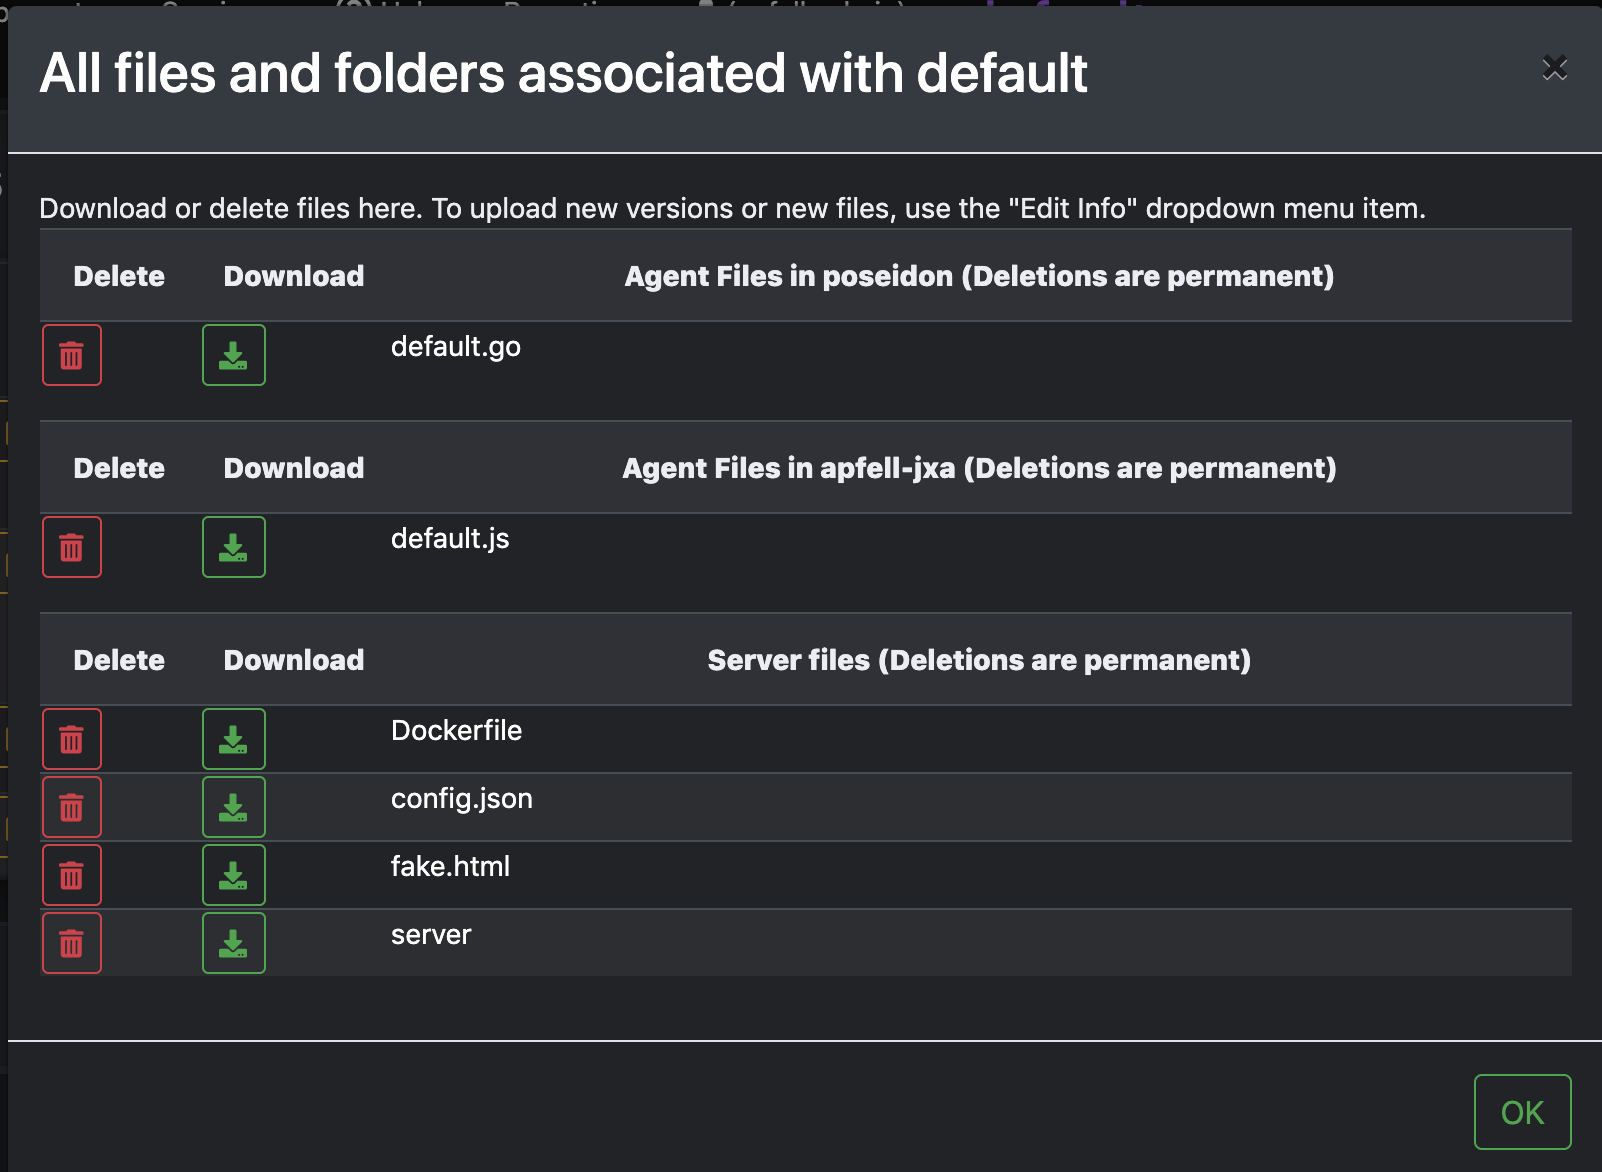 All files and folders associated with default
Download or delete files here. To upload new versions or new files, use the "Edit Info" dropdown menu item.
Delete Download Agent Files in poseidon (Deletions are permanent)
default.go
Delete Download Agent Files in apfell-jxa (Deletions are permanent)
default.js
Delete Download Server files (Deletions are permanent)
Dockerfile
config.json
fake.html
server
OK